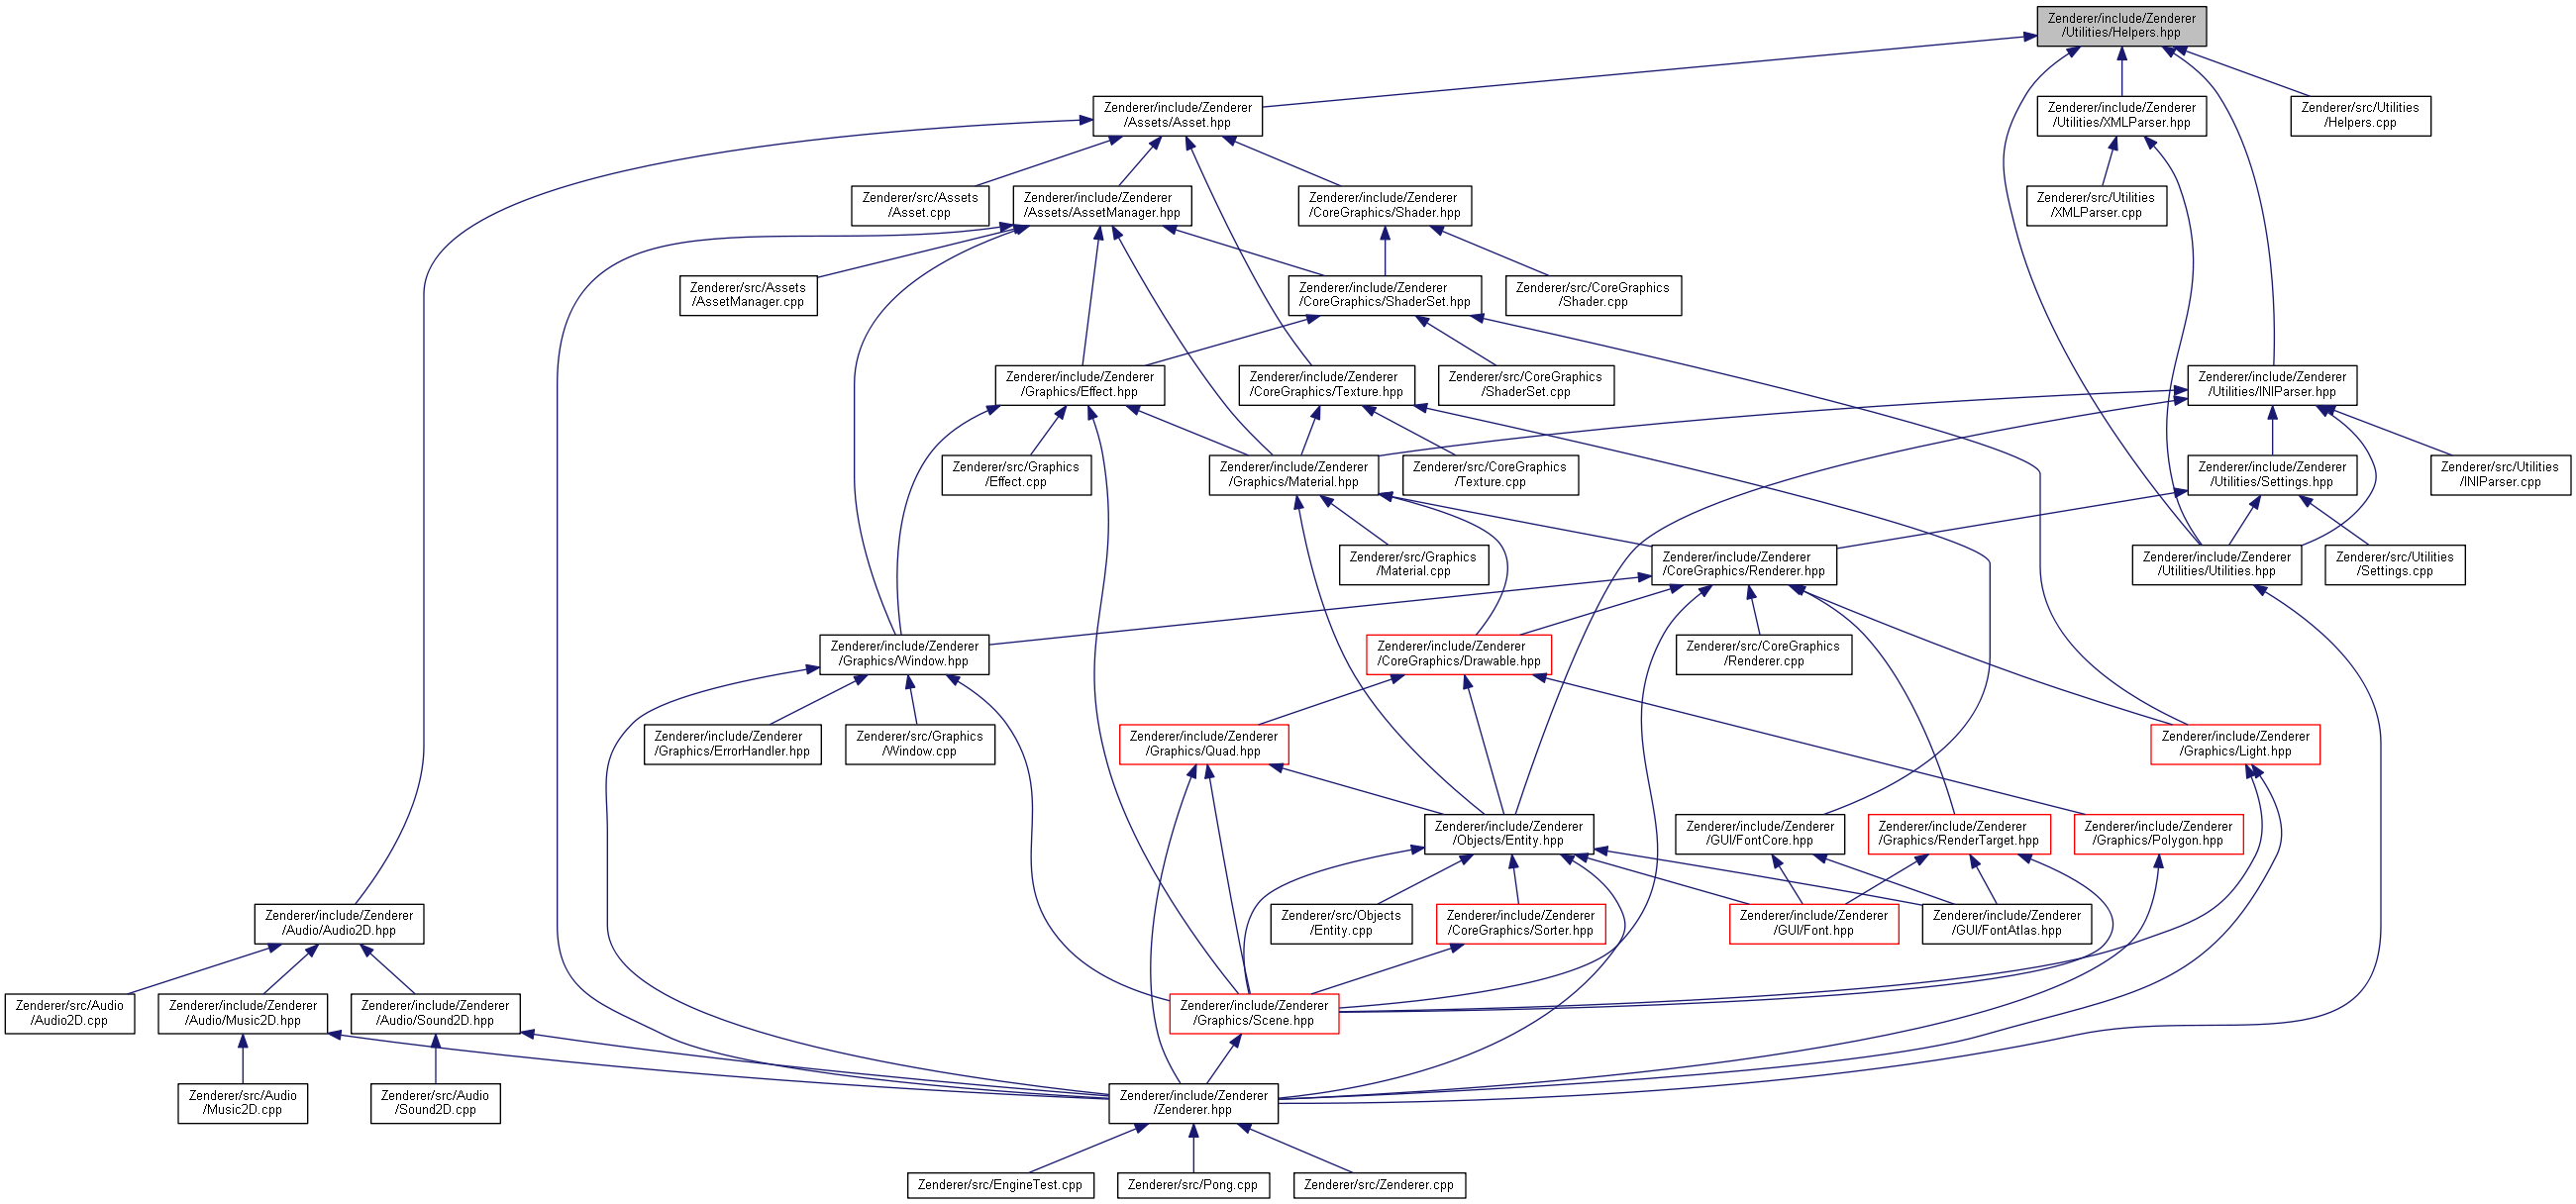 Zenderer/include/Zenderer
/Utilities/Helpers.hpp
Zenderer/include/Zenderer
/Assets/Asset.hpp
Zenderer/include/Zenderer
/Utilities/XMLParser.hpp
Zenderer/src/Utilities
/Helpers.cpp
Zenderer/src/Assets
/Asset.cpp
Zenderer/include/Zenderer
/Assets/AssetManager.hpp
Zenderer/include/Zenderer
/CoreGraphics/Shader.hpp
Zenderer/src/Utilities
/XMLParser.cpp
Zenderer/src/Assets
/AssetManager.cpp
Zenderer/include/Zenderer
/CoreGraphics/ShaderSet.hpp
Zenderer/src/CoreGraphics
/Shader.cpp
Zenderer/include/Zenderer
/Graphics/Effect.hpp
Zenderer/include/Zenderer
/CoreGraphics/Texture.hpp
Zenderer/src/CoreGraphics
/ShaderSet.cpp
Zenderer/include/Zenderer
/Utilities/INIParser.hpp
Zenderer/src/Graphics
/Effect.cpp
Zenderer/include/Zenderer
/Graphics/Material.hpp
Zenderer/src/CoreGraphics
/Texture.cpp
Zenderer/include/Zenderer
/Utilities/Settings.hpp
Zenderer/src/Utilities
/INIParser.cpp
Zenderer/src/Graphics
/Material.cpp
Zenderer/include/Zenderer
/CoreGraphics/Renderer.hpp
Zenderer/include/Zenderer
/Utilities/Utilities.hpp
Zenderer/src/Utilities
/Settings.cpp
Zenderer/include/Zenderer
/Graphics/Window.hpp
Zenderer/include/Zenderer
/CoreGraphics/Drawable.hpp
Zenderer/src/CoreGraphics
/Renderer.cpp
Zenderer/include/Zenderer
/Graphics/ErrorHandler.hpp
Zenderer/src/Graphics
/Window.cpp
Zenderer/include/Zenderer
/Graphics/Quad.hpp
Zenderer/include/Zenderer
/Graphics/Light.hpp
Zenderer/include/Zenderer
/Objects/Entity.hpp
Zenderer/include/Zenderer
/GUI/FontCore.hpp
Zenderer/include/Zenderer
/Graphics/RenderTarget.hpp
Zenderer/include/Zenderer
/Graphics/Polygon.hpp
Zenderer/include/Zenderer
/Audio/Audio2D.hpp
Zenderer/src/Objects
/Entity.cpp
Zenderer/include/Zenderer
/CoreGraphics/Sorter.hpp
Zenderer/include/Zenderer
/GUI/Font.hpp
Zenderer/include/Zenderer
/GUI/FontAtlas.hpp
Zenderer/src/Audio
/Audio2D.cpp
Zenderer/include/Zenderer
/Audio/Music2D.hpp
Zenderer/include/Zenderer
/Audio/Sound2D.hpp
Zenderer/include/Zenderer
/Graphics/Scene.hpp
Zenderer/src/Audio
/Music2D.cpp
Zenderer/src/Audio
/Sound2D.cpp
Zenderer/include/Zenderer
/Zenderer.hpp
Zenderer/src/EngineTest.cpp
Zenderer/src/Pong.cpp
Zenderer/src/Zenderer.cpp